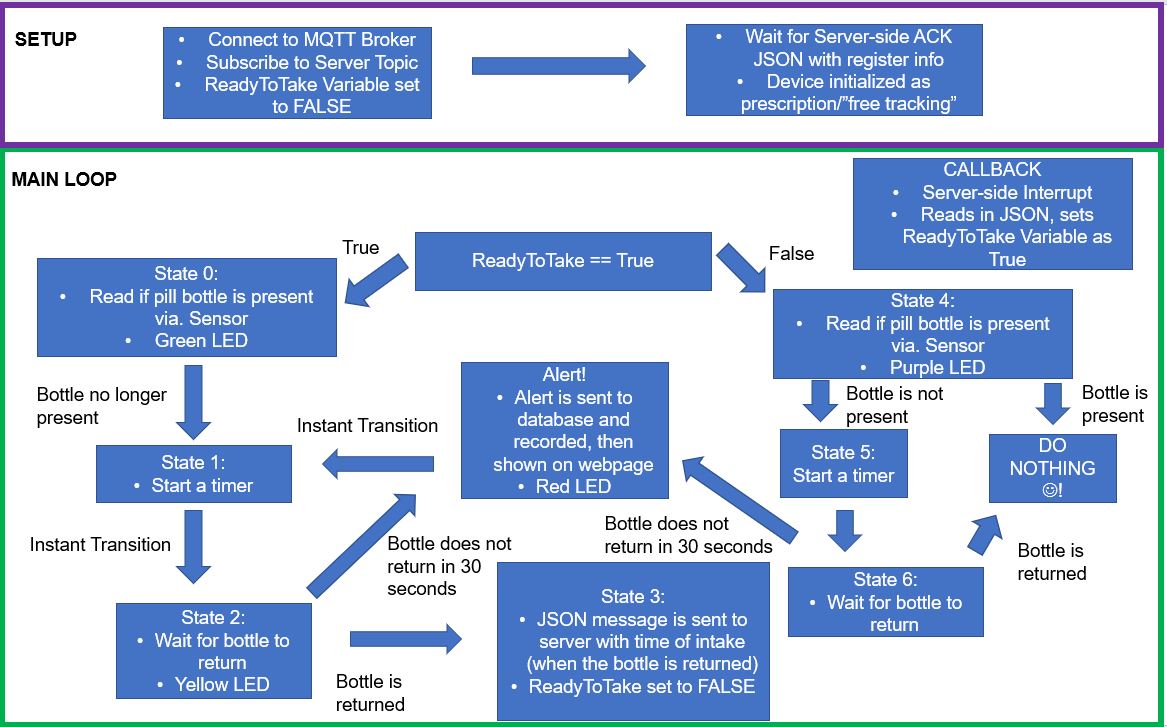 SETUP
• Connect to MQTT Broker
• Subscribe to Server Topic
• ReadyToTake Variable set
to FALSE
• Wait for Server-side ACK
JSON with register info
• Device initialized as
prescription/”free tracking”
MAIN LOOP
CALLBACK
• Server-side Interrupt
• Reads in JSON, sets
ReadyToTake Variable as
True
ReadyToTake == True
True
False
State 0:
• Read if pill bottle is present
via. Sensor
• Green LED
State 4:
• Read if pill bottle is present
via. Sensor
• Purple LED
Bottle no longer
present
Alert!
• Alert is sent to
database and
recorded, then
shown on webpage
• Red LED
Instant Transition
Bottle is not
present
Bottle is
present
State 1:
• Start a timer
State 5:
Start a timer
DO
NOTHING
☺!
Instant Transition
Bottle does not
return in 30
seconds
Bottle does not
return in 30 seconds
Bottle is
returned
State 2:
• Wait for bottle to
return
• Yellow LED
Bottle is
returned
State 3:
• JSON message is sent to
server with time of intake
(when the bottle is returned)
• ReadyToTake set to FALSE
State 6:
• Wait for bottle to
return